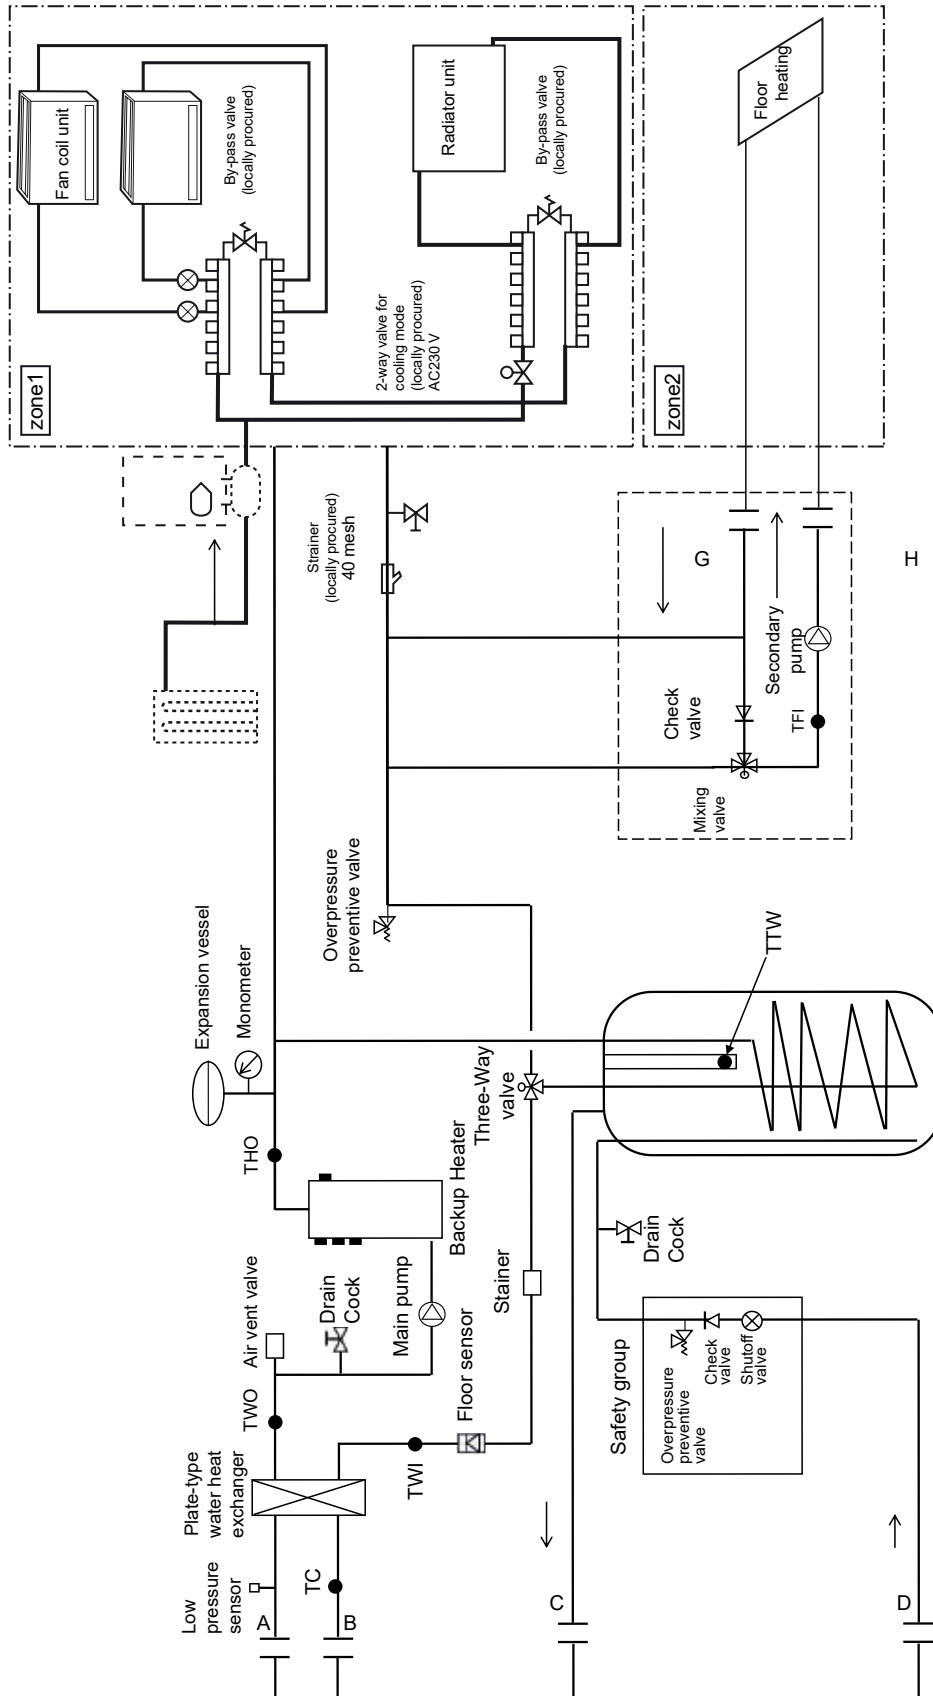 zone1
Fan coil unit
By-pass valve
(locally procured)
2-way valve for
cooling mode
(locally procured)
AC230 V
Radiator unit
By-pass valve
(locally procured)
zone2
Floor
heating
Strainer
(locally procured)
40 mesh
G
H
Check
valve
Secondary
pump
TFI
Mixing
valve
Overpressure
preventive valve
Expansion vessel
Monometer
THO
Three-Way
valve
TTW
Backup Heater
Air vent valve
Drain
Cock
Main pump
Stainer
Floor sensor
TWO
TWI
Plate-type
water heat
exchanger
Low
pressure
sensor
TC
A
B
C
D
Drain
Cock
Safety group
Overpressure
preventive
valve
Check
valve
Shutoff
valve